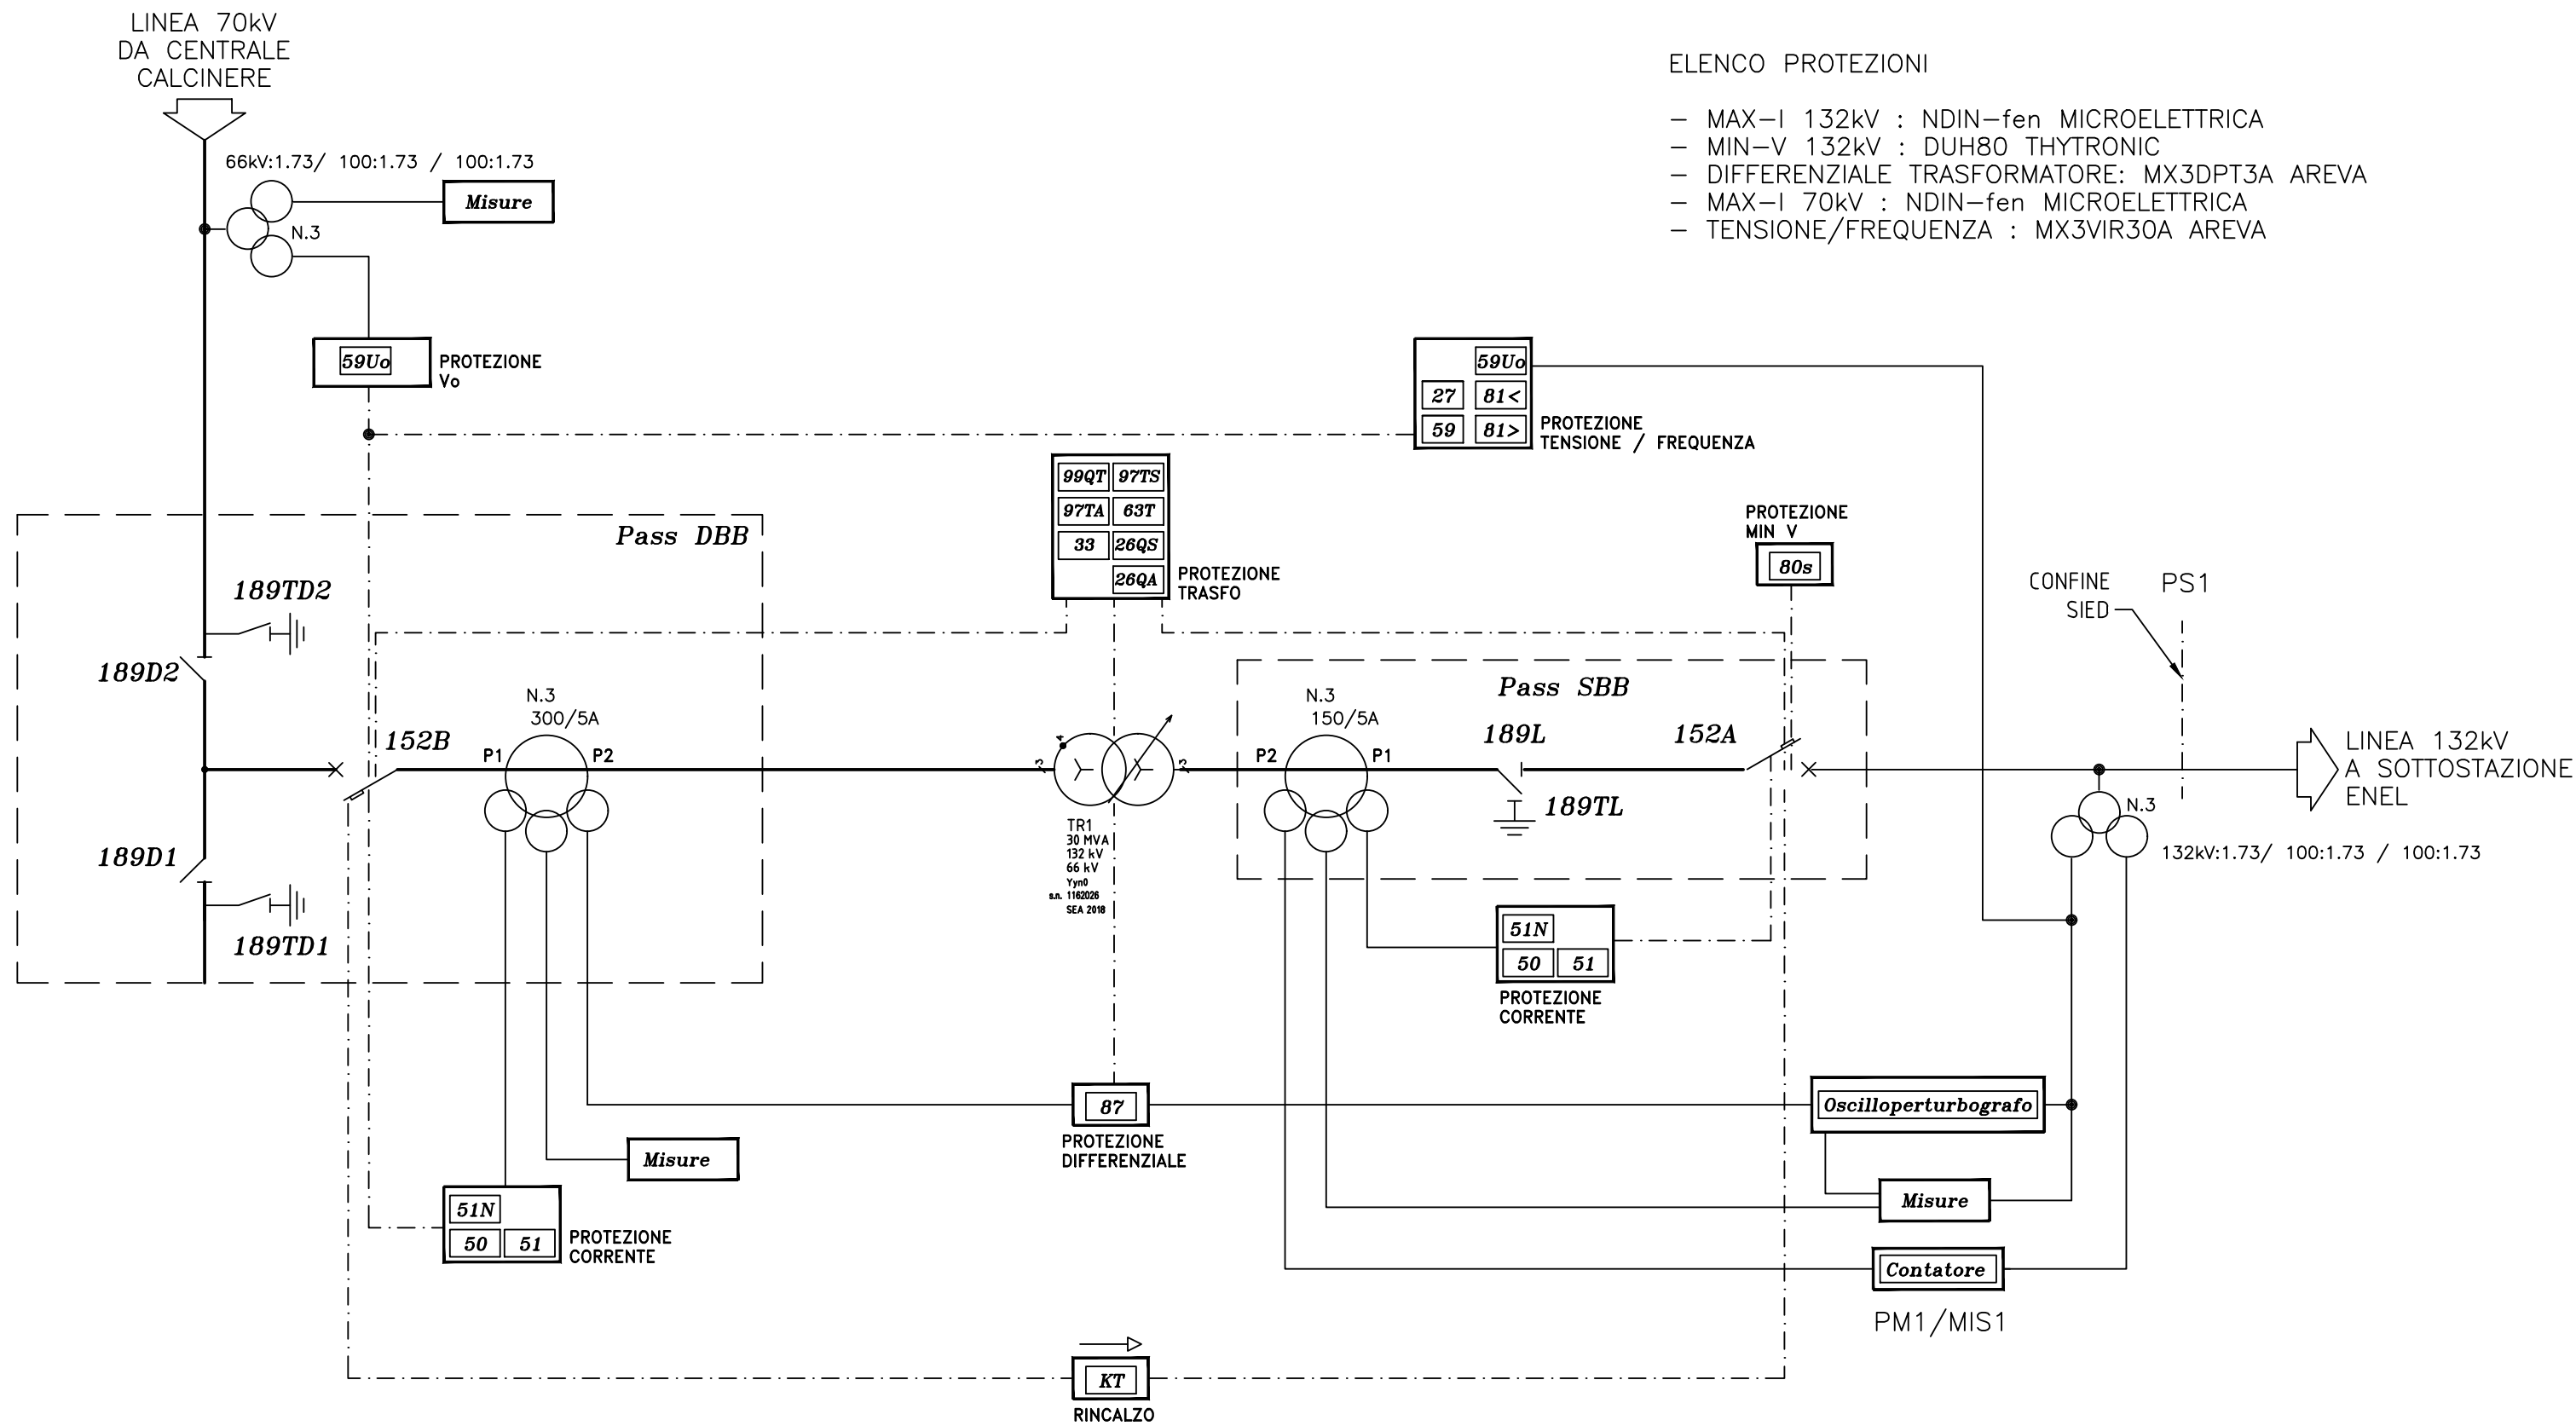 LINEA 70kV
DA CENTRALE
CALCINERE
ELENCO PROTEZIONI
- MAX-I 132kV : NDIN-fen MICROELETTRICA
- MIN-V 132kV : DUH80 THYTRONIC
- DIFFERENZIALE TRASFORMATORE: MX3DPT3A AREVA
- MAX-I 70kV : NDIN-fen MICROELETTRICA
- TENSIONE/FREQUENZA : MX3VIR30A AREVA
66kV:1.73/ 100:1.73 / 100:1.73
Misure
N.3
59Uo
PROTEZIONE
Vo
59Uo
27 81<
59 81>
PROTEZIONE
TENSIONE / FREQUENZA
99QT 97TS
97TA 63T
33 26QS
26QA
PROTEZIONE
TRASFO
PROTEZIONE
MIN V
80s
CONFINE
SIED
PS1
Pass DBB
189TD2
189D2
152B
N.3
300/5A
P1 P2
189D1
189TD1
4
3
3
TR1
30 MVA
132 kV
66 kV
Yyn0
s.n. 1162026
SEA 2018
Pass SBB
N.3
150/5A
P2 P1
189L
152A
189TL
LINEA 132kV
A SOTTOSTAZIONE
ENEL
N.3
132kV:1.73/ 100:1.73 / 100:1.73
51N
50 51
PROTEZIONE
CORRENTE
87
PROTEZIONE
DIFFERENZIALE
Oscilloperturbografo
Misure
Misure
51N
50 51
PROTEZIONE
CORRENTE
Contatore
PM1/MIS1
KT
RINCALZO